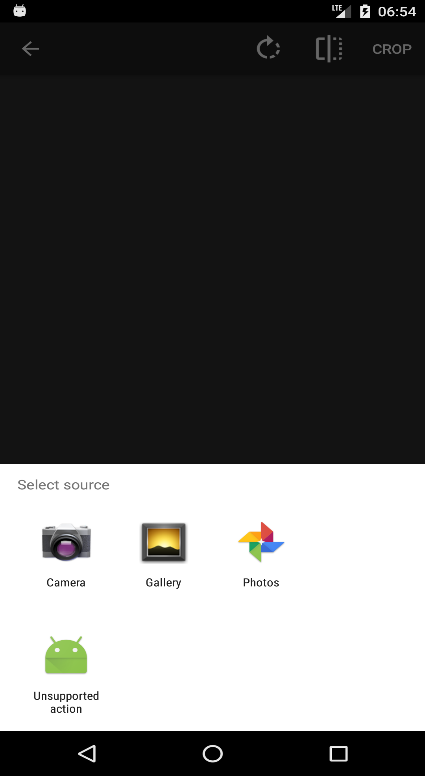 LTE
06:54
CROP
Select source
Camera
Gallery
Photos
Unsupported
action